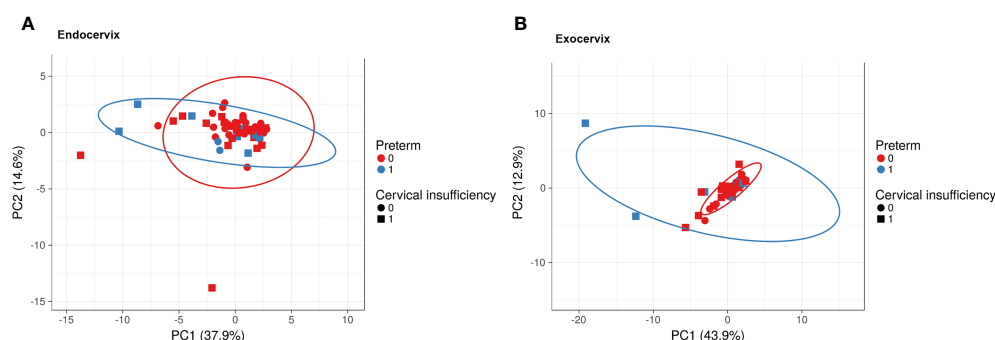 A
Endocervix
5
0
-5
-10
-15
PC2 (14.6%)
-15 -10 -5 0 5 10
PC1 (37.9%)
Preterm
0
1
Cervical insufficiency
0
1
B
Exocervix
10
0
-10
PC2 (12.9%)
-20 -10 0 10
PC1 (43.9%)
Preterm
0
1
Cervical insufficiency
0
1